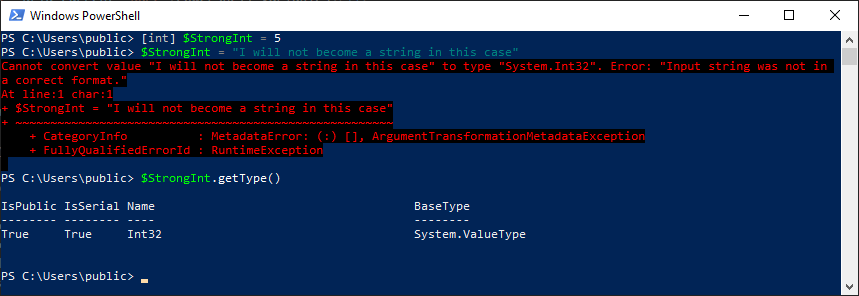 Windows PowerShell
PS C:\Users\public> [int] $StrongInt = 5
PS C:\Users\public> $StrongInt = "I will not become a string in this case"
Cannot convert value "I will not become a string in this case" to type "System.Int32". Error: "Input string was not in
a correct format."
At line:1 char:1
+ $StrongInt = "I will not become a string in this case"
+ ~~~~~~~~~~~~~~~~~~~~~~~~~~~~~~~~~~~~~~~~~~~~~~~~~~~~~~
    + CategoryInfo          : MetadataError: (:) [], ArgumentTransformationMetadataException
    + FullyQualifiedErrorId : RuntimeException
PS C:\Users\public> $StrongInt.getType()
IsPublic IsSerial Name                                     BaseType
-------- -------- ----                                     --------
True     True     Int32                                    System.ValueType
PS C:\Users\public> _